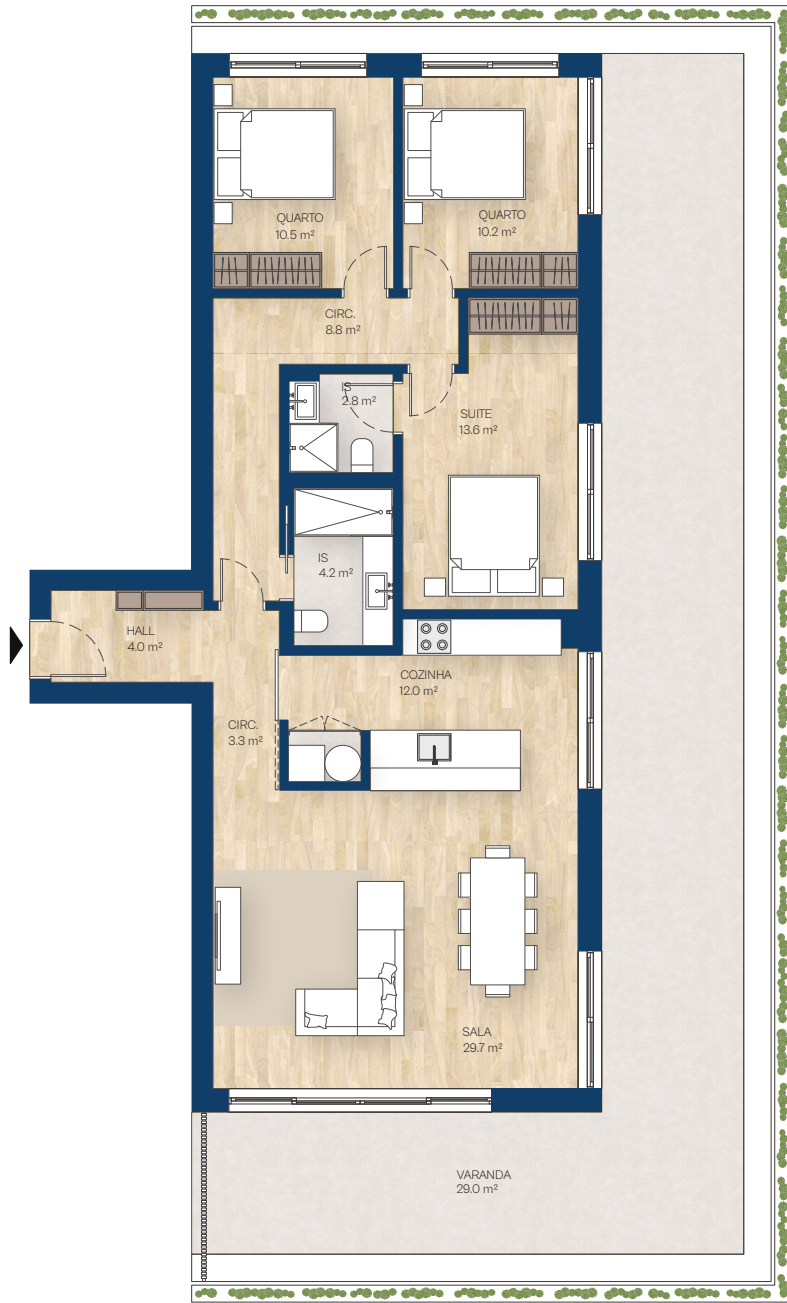 QUARTO
10.5 m²
QUARTO
10.2 m²
CIRC.
8.8 m²
IS
2.8 m²
SUITE
13.6 m²
IS
4.2 m²
HALL
4.0 m²
COZINHA
12.0 m²
CIRC.
3.3 m²
SALA
29.7 m²
VARANDA
29.0 m²